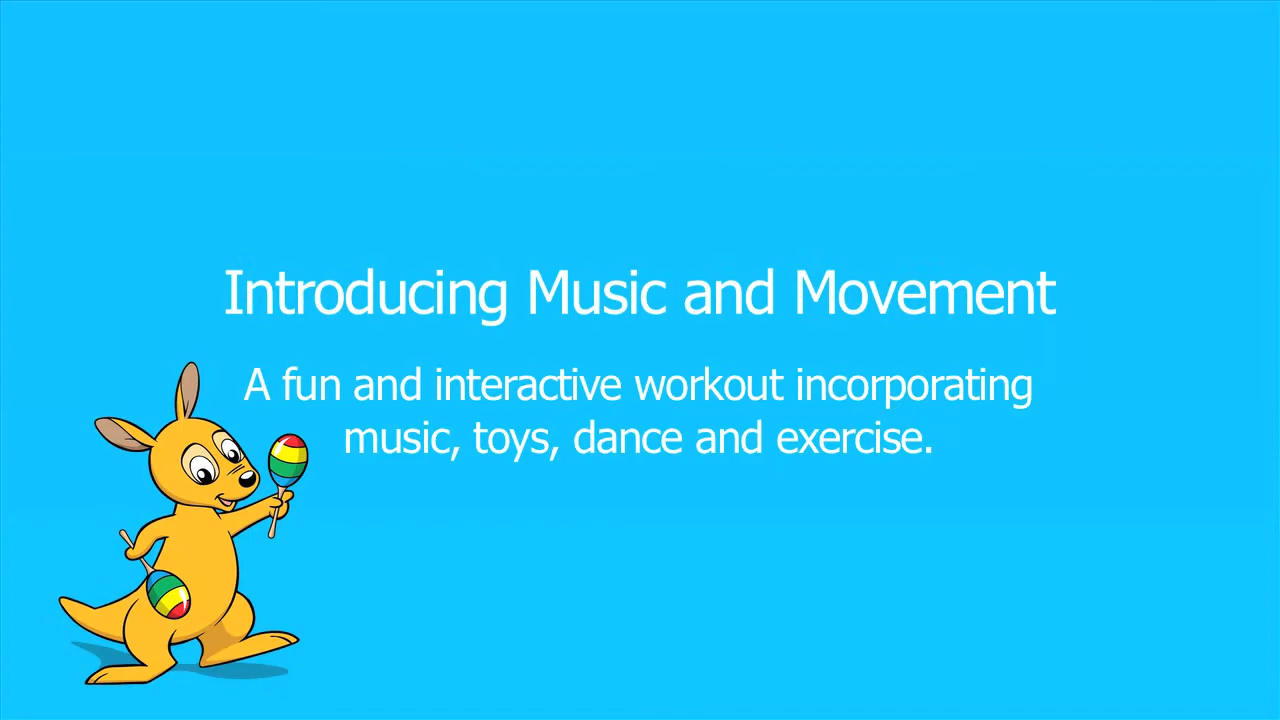 Introducing Music and Movement
A fun and interactive workout incorporating
music, toys, dance and exercise.